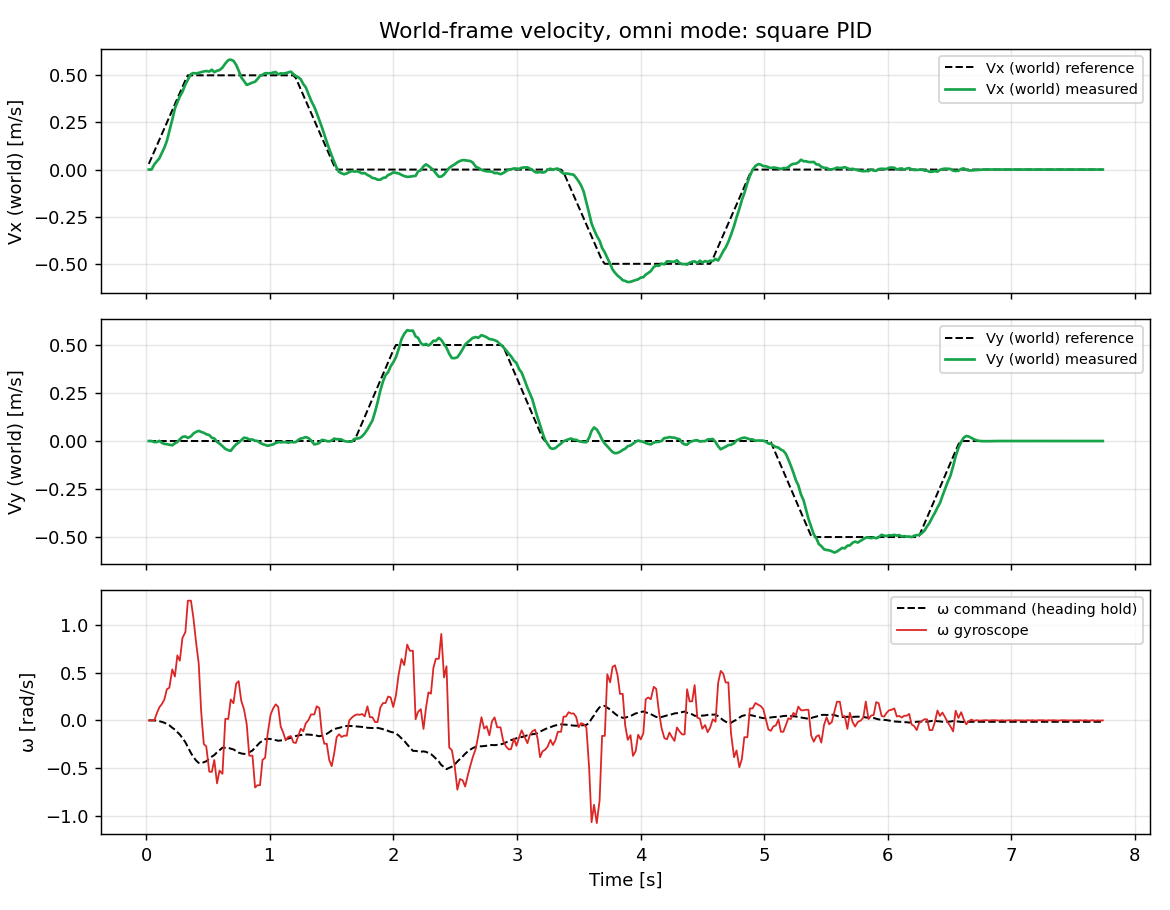 World-frame velocity, omni mode: square PID
Vx (world) [m/s]
0.50
0.25
0.00
−0.25
−0.50
Vx (world) reference
Vx (world) measured
Vy (world) [m/s]
0.50
0.25
0.00
−0.25
−0.50
Vy (world) reference
Vy (world) measured
ω [rad/s]
1.0
0.5
0.0
−0.5
−1.0
ω command (heading hold)
ω gyroscope
0 1 2 3 4 5 6 7 8
Time [s]